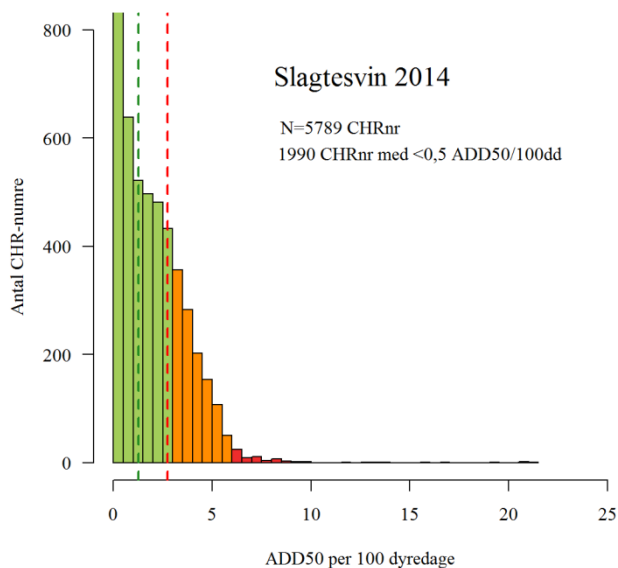 Slagtesvin 2014
N=5789 CHRnr
1990 CHRnr med <0,5 ADD50/100dd
Antal CHR-numre
800
600
400
200
0
0 5 10 15 20 25
ADD50 per 100 dyredage